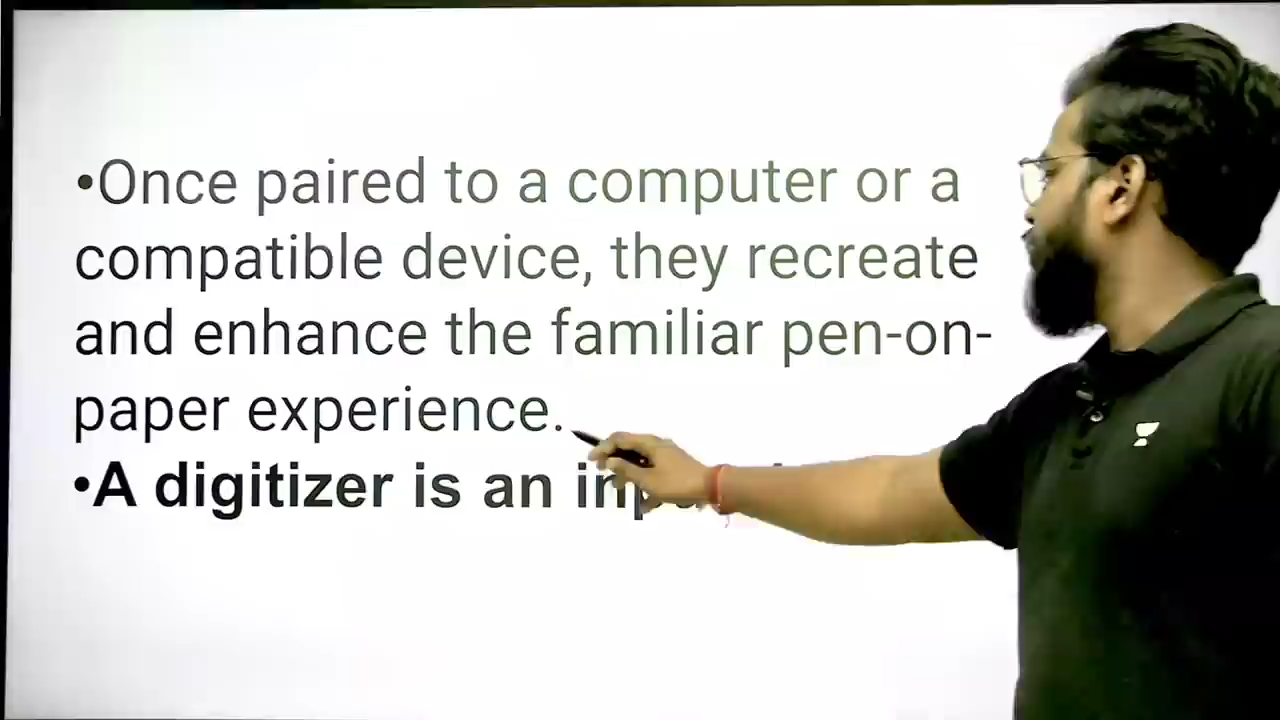 •Once paired to a computer or a
compatible device, they recreate
and enhance the familiar pen-on-
paper experience.
•A digitizer is an